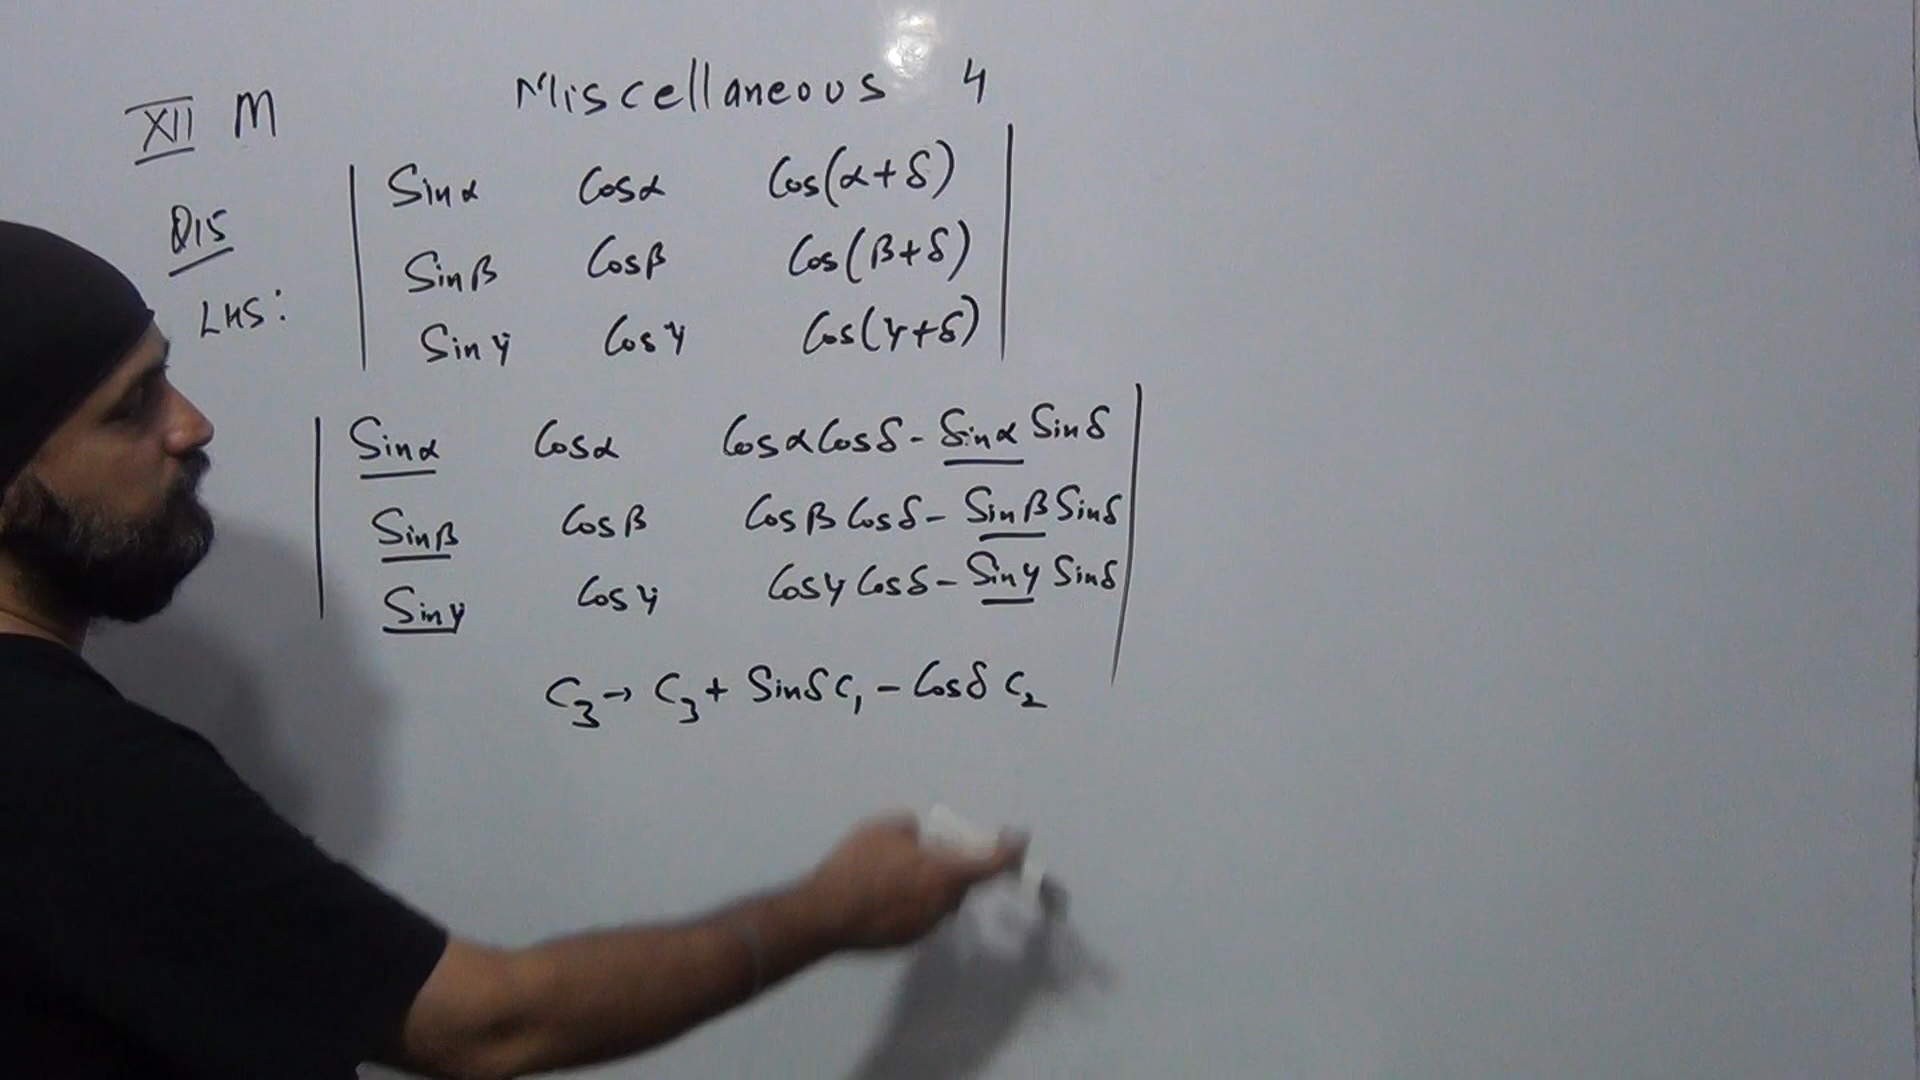 XII M Miscellaneous 4
Q15
LHS:
Sinα Cosα Cos(α+δ)
Sinβ Cosβ Cos(β+δ)
Sinγ Cosγ Cos(γ+δ)
Sinα Cosα CosαCosδ - Sinα Sinδ
Sinβ Cosβ CosβCosδ - Sinβ Sinδ
Sinγ Cosγ CosγCosδ - Sinγ Sinδ
C₃→ C₃ + Sinδ C₁ - Cosδ C₂